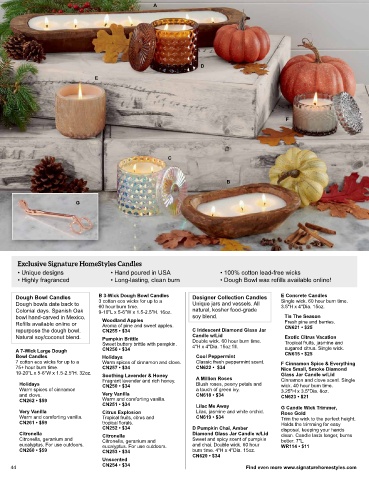 A
D
E
F
C
B
G
Exclusive Signature HomeStyles Candles
• Unique designs
• Highly fragranced
• Hand poured in USA
• Long-lasting, clean burn
• 100% cotton lead-free wicks
• Dough Bowl wax refills available online!
Dough Bowl Candles
Dough bowls date back to
Colonial days. Spanish Oak
bowl hand-carved in Mexico.
Refills available online or
repurpose the dough bowl.
Natural soy/coconut blend.
A 7-Wick Large Dough
Bowl Candles
7 cotton eco wicks for up to a
75+ hour burn time.
19-20"L x 5-6"W x 1.5-2.5"H. 32oz.
Holidays
Warm spices of cinnamon
and clove.
CN262 • $59
Very Vanilla
Warm and comforting vanilla.
CN261 • $59
Citronella
Citronella, geranium and
eucalyptus. For use outdoors.
CN260 • $59
B 3-Wick Dough Bowl Candles
3 cotton eco wicks for up to a
60 hour burn time.
9-10"L x 5-6"W x 1.5-2.5"H. 16oz.
Woodland Aspens
Aroma of pine and sweet apples.
CN258 • $34
Pumpkin Brittle
Sweet buttery brittle with pumpkin.
CN256 • $34
Holidays
Warm spices of cinnamon and clove.
CN257 • $34
Soothing Lavender & Honey
Fragrant lavender and rich honey.
CN250 • $34
Very Vanilla
Warm and comforting vanilla.
CN251 • $34
Citrus Explosion
Tropical fruits, citrus and
tropical florals.
CN252 • $34
Citronella
Citronella, geranium and
eucalyptus. For use outdoors.
CN253 • $34
Unscented
CN254 • $34
Designer Collection Candles
Unique jars and vessels. All
natural, kosher food-grade
soy blend.
C Iridescent Diamond Glass Jar
Candle w/Lid
Double wick. 60 hour burn time.
4"H x 4"Dia. 15oz. fill.
Cool Peppermint
Classic fresh peppermint scent.
CN622 • $34
A Million Roses
Blush roses, peony petals and
a touch of green ivy.
CN618 • $34
Lilac Me Away
Lilac, jasmine and white orchid.
CN613 • $34
D Pumpkin Chai, Amber
Diamond Glass Jar Candle w/Lid
Sweet and spicy scent of pumpkin
and chai. Double wick. 60 hour
burn time. 4"H x 4"Dia. 15oz.
CN620 • $34
E Concrete Candles
Single wick. 60 hour burn time.
3.5"H x 4"Dia. 15oz.
Tis The Season
Fresh pine and berries.
CN621 • $29
Exotic Citrus Vacation
Tropical fruits, jasmine and
sugared citrus. Single wick.
CN615 • $29
F Cinnamon Spice & Everything
Nice Small, Smoke Diamond
Glass Jar Candle w/Lid
Cinnamon and clove scent. Single
wick. 40 hour burn time.
3.25"H x 3.5"Dia. 8oz.
CN623 • $21
G Candle Wick Trimmer,
Rose Gold
Trim the wick to the perfect height.
Holds the trimming for easy
disposal, keeping your hands
clean. Candle lasts longer, burns
better. 7"L.
WR114 • $11
44
Find even more www.signaturehomestyles.com